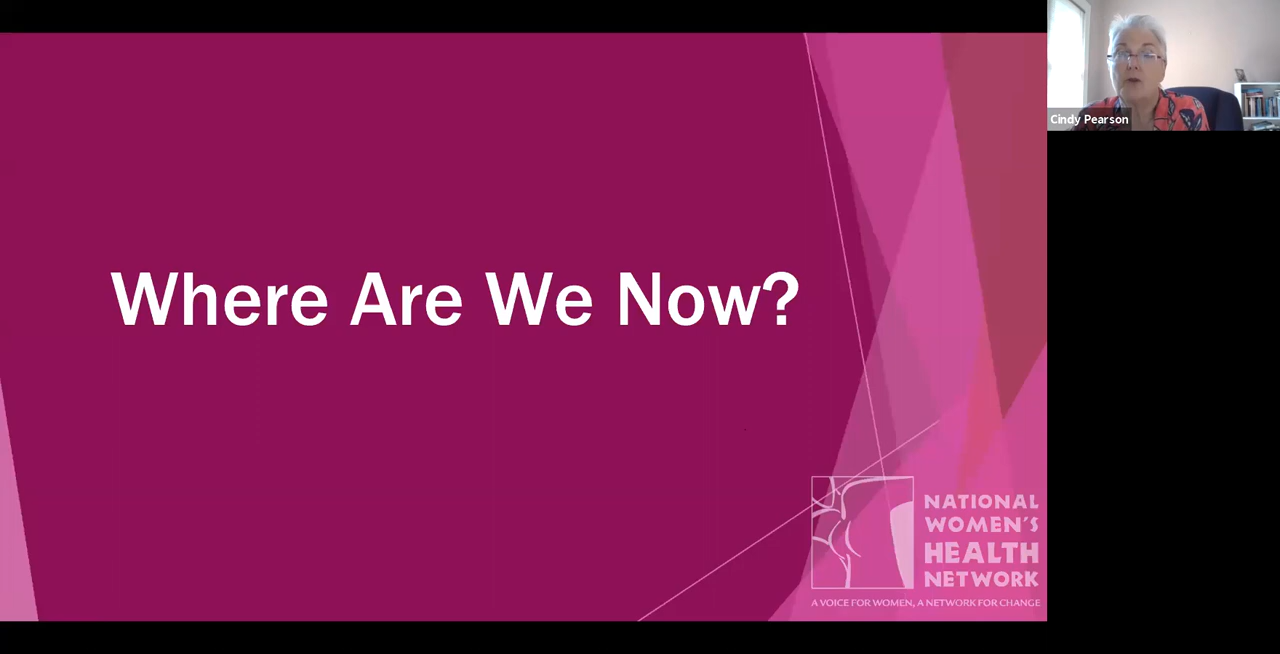 Where Are We Now?
Cindy Pearson
NATIONAL
WOMEN'S
HEALTH
NETWORK
A VOICE FOR WOMEN, A NETWORK FOR CHANGE